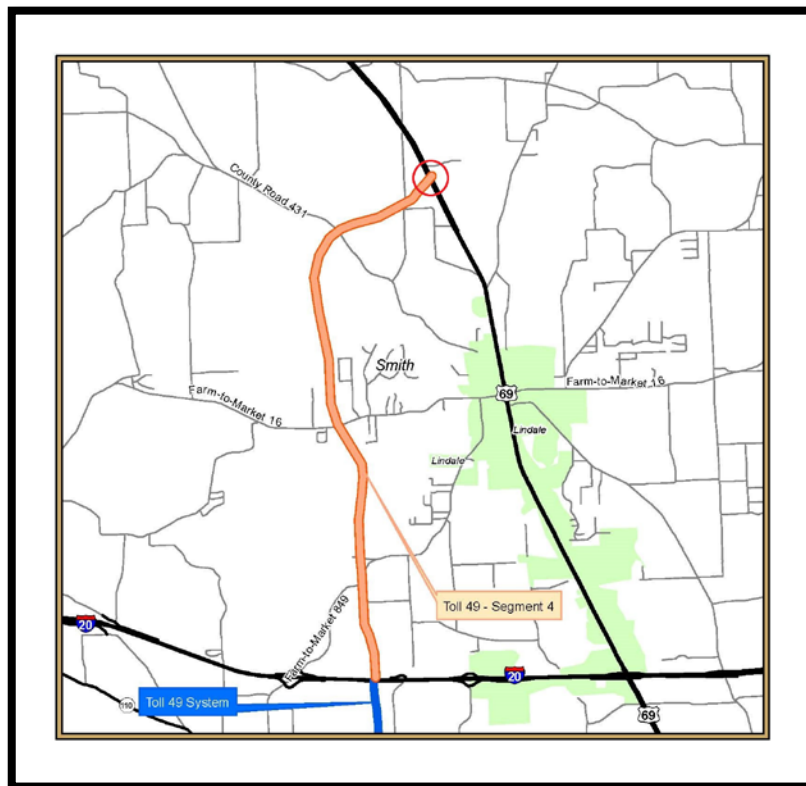 County Road 431
Smith
Farm-to-Market 16
69
Farm-to-Market 16
Lindale
Lindale
Toll 49 - Segment 4
Farm-to-Market 849
20
20
110
Toll 49 System
69